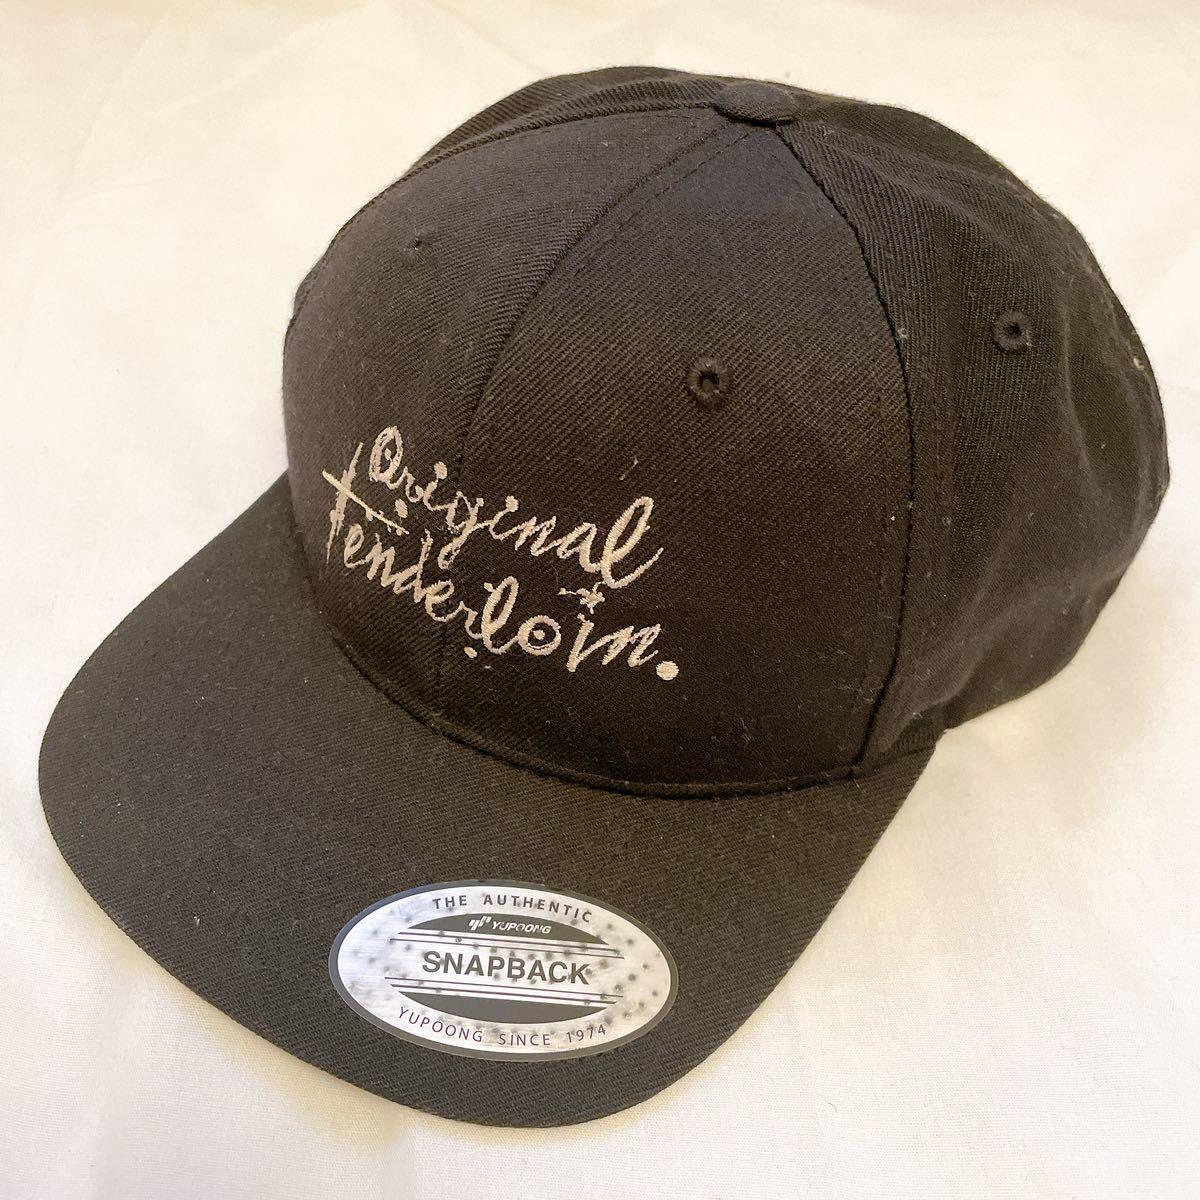 Original
tenderloin.
THE AUTHENTIC
YUPOONG
SNAPBACK
YUPOONG SINCE 1974